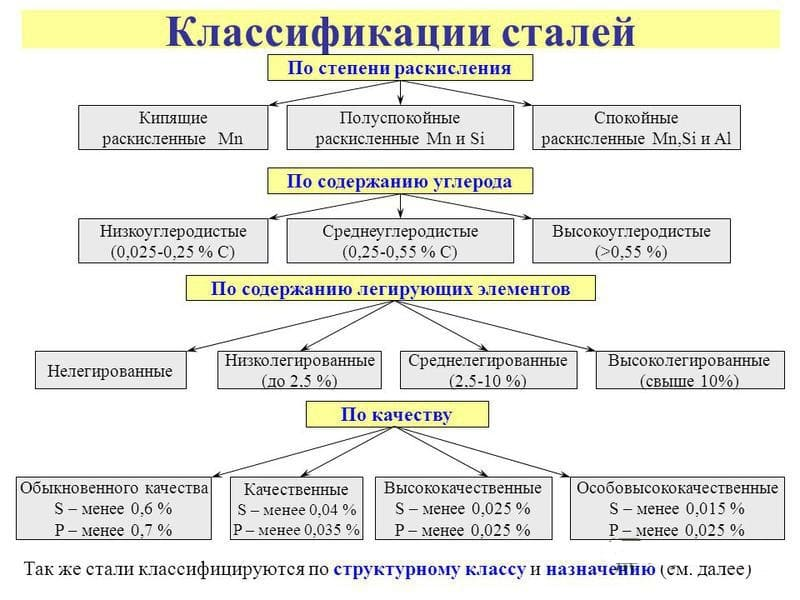 Классификации сталей
По степени раскисления
Кипящие
раскисленные Mn
Полуспокойные
раскисленные Mn и Si
Спокойные
раскисленные Mn,Si и Al
По содержанию углерода
Низкоуглеродистые
(0,025-0,25 % С)
Среднеуглеродистые
(0,25-0,55 % С)
Высокоуглеродистые
(>0,55 %)
По содержанию легирующих элементов
Нелегированные
Низколегированные
(до 2,5 %)
Среднелегированные
(2,5-10 %)
Высоколегированные
(свыше 10%)
По качеству
Обыкновенного качества
S – менее 0,6 %
P – менее 0,7 %
Качественные
S – менее 0,04 %
P – менее 0,035 %
Высококачественные
S – менее 0,025 %
P – менее 0,025 %
Особовысококачественные
S – менее 0,015 %
P – менее 0,025 %
Так же стали классифицируются по структурному классу и назначению (см. далее)